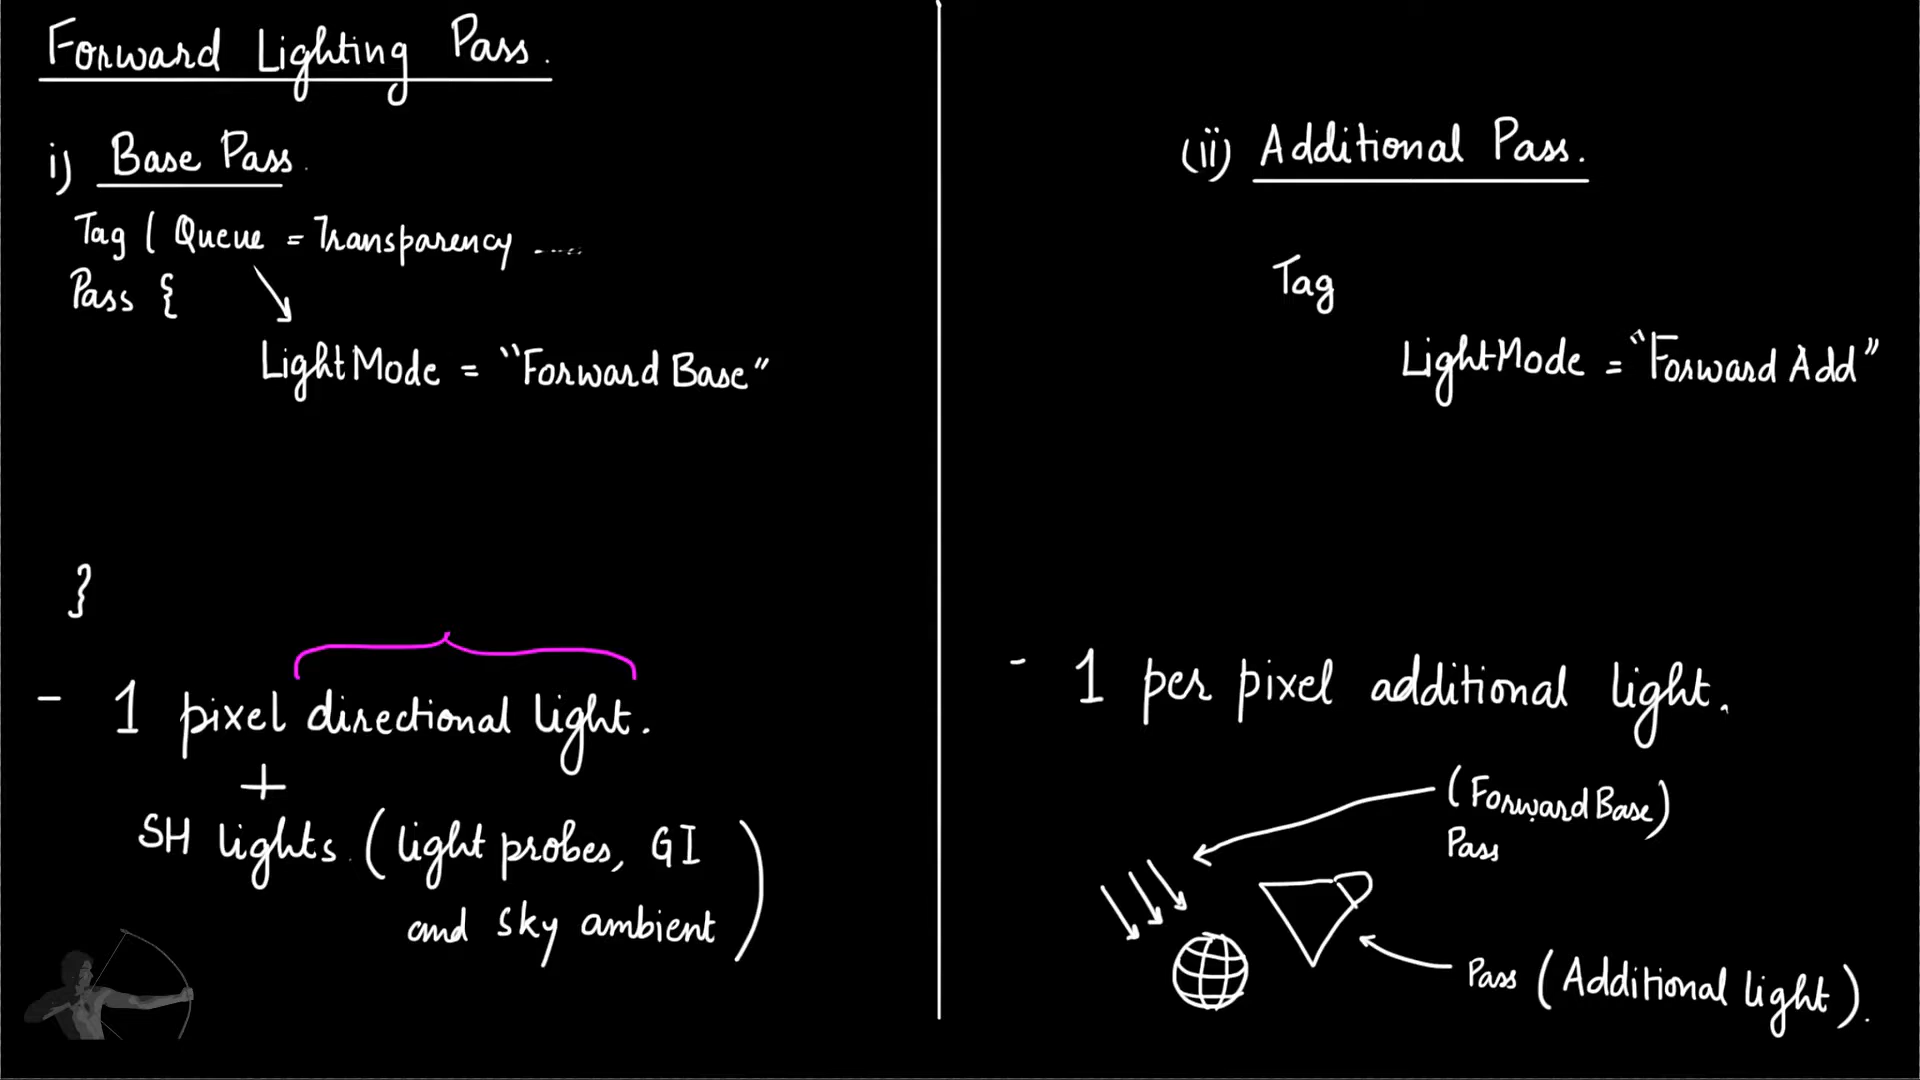 Forward Lighting Pass.
i) Base Pass.
Tag ( Queue = Transparency .....
Pass {
LightMode = "Forward Base"
}
- 1 pixel directional light.
+
SH lights. (light probes, GI
and sky ambient)
(ii) Additional Pass.
Tag
LightMode = "Forward Add"
- 1 per pixel additional light.
(ForwardBase)
Pass
Pass (Additional light).